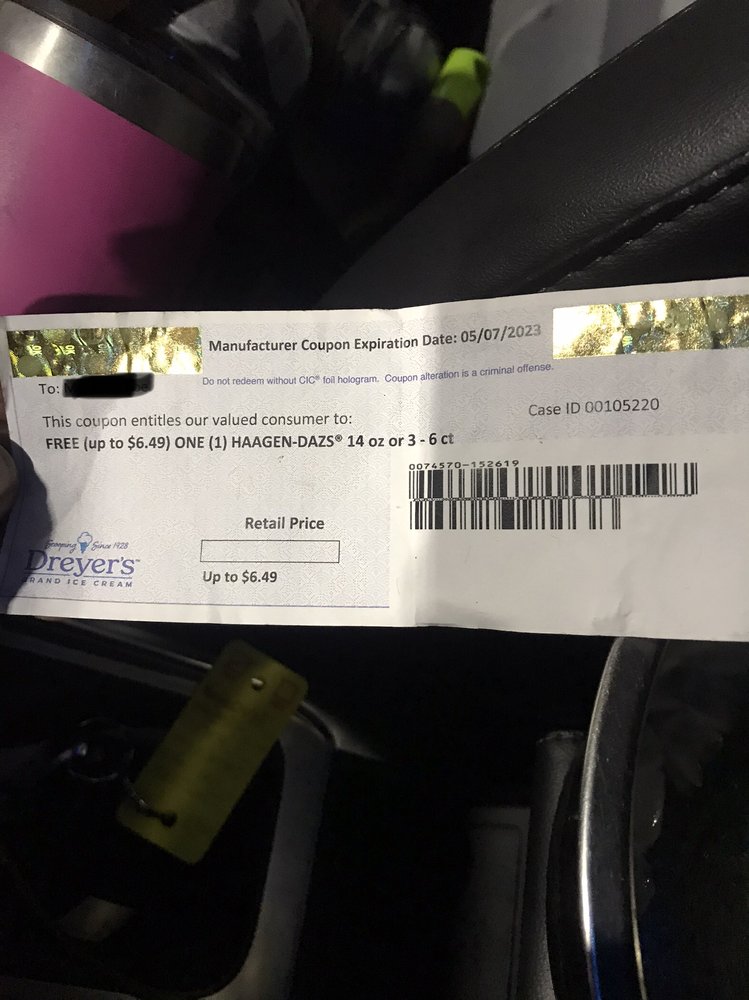 Manufacturer Coupon Expiration Date: 05/07/2023
To:
Do not redeem without CIC® foil hologram. Coupon alteration is a criminal offense.
This coupon entitles our valued consumer to:
Case ID 00105220
FREE (up to $6.49) ONE (1) HAAGEN-DAZS® 14 oz or 3 - 6 ct
0074570-152619
Retail Price
Up to $6.49
Scooping Since 1928
Dreyer's™
GRAND ICE CREAM